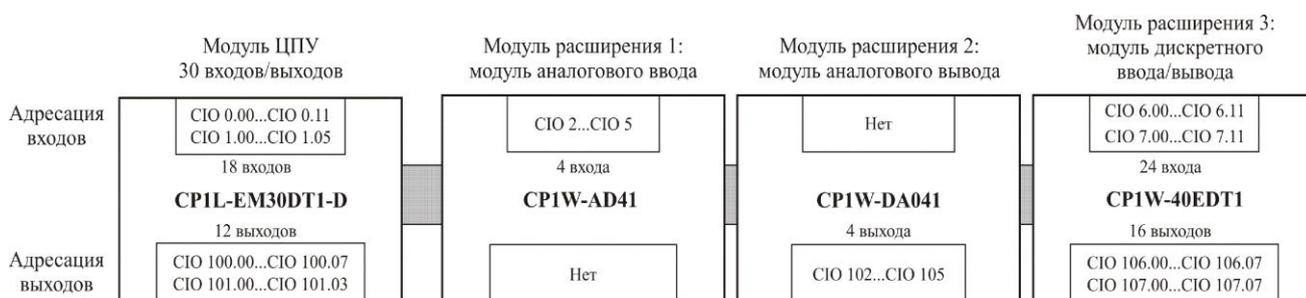 Модуль ЦПУ
30 входов/выходов
Модуль расширения 1:
модуль аналогового ввода
Модуль расширения 2:
модуль аналогового вывода
Модуль расширения 3:
модуль дискретного
ввода/вывода
Адресация
входов
CIO 0.00...CIO 0.11
CIO 1.00...CIO 1.05
CIO 2...CIO 5
Нет
CIO 6.00...CIO 6.11
CIO 7.00...CIO 7.11
18 входов
4 входа
24 входа
CP1L-EM30DT1-D
CP1W-AD41
CP1W-DA041
CP1W-40EDT1
12 выходов
4 выхода
16 выходов
Адресация
выходов
CIO 100.00...CIO 100.07
CIO 101.00...CIO 101.03
Нет
CIO 102...CIO 105
CIO 106.00...CIO 106.07
CIO 107.00...CIO 107.07